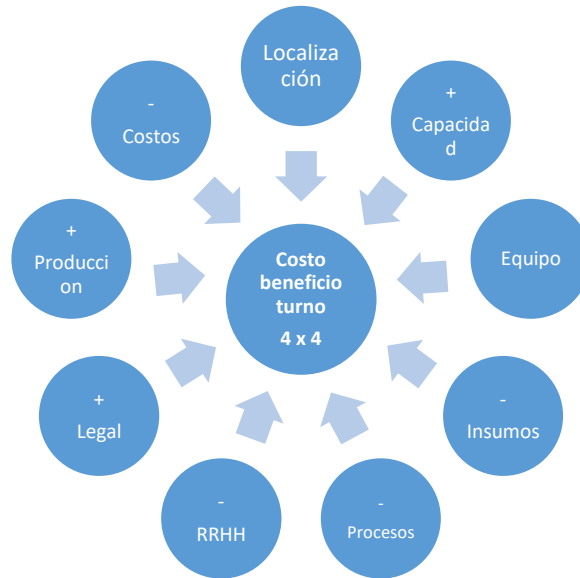 Localiza
ción
+
Capacida
d
Equipo
-
Insumos
-
Procesos
-
RRHH
+
Legal
+
Producci
on
-
Costos
Costo
beneficio
turno
4 x 4